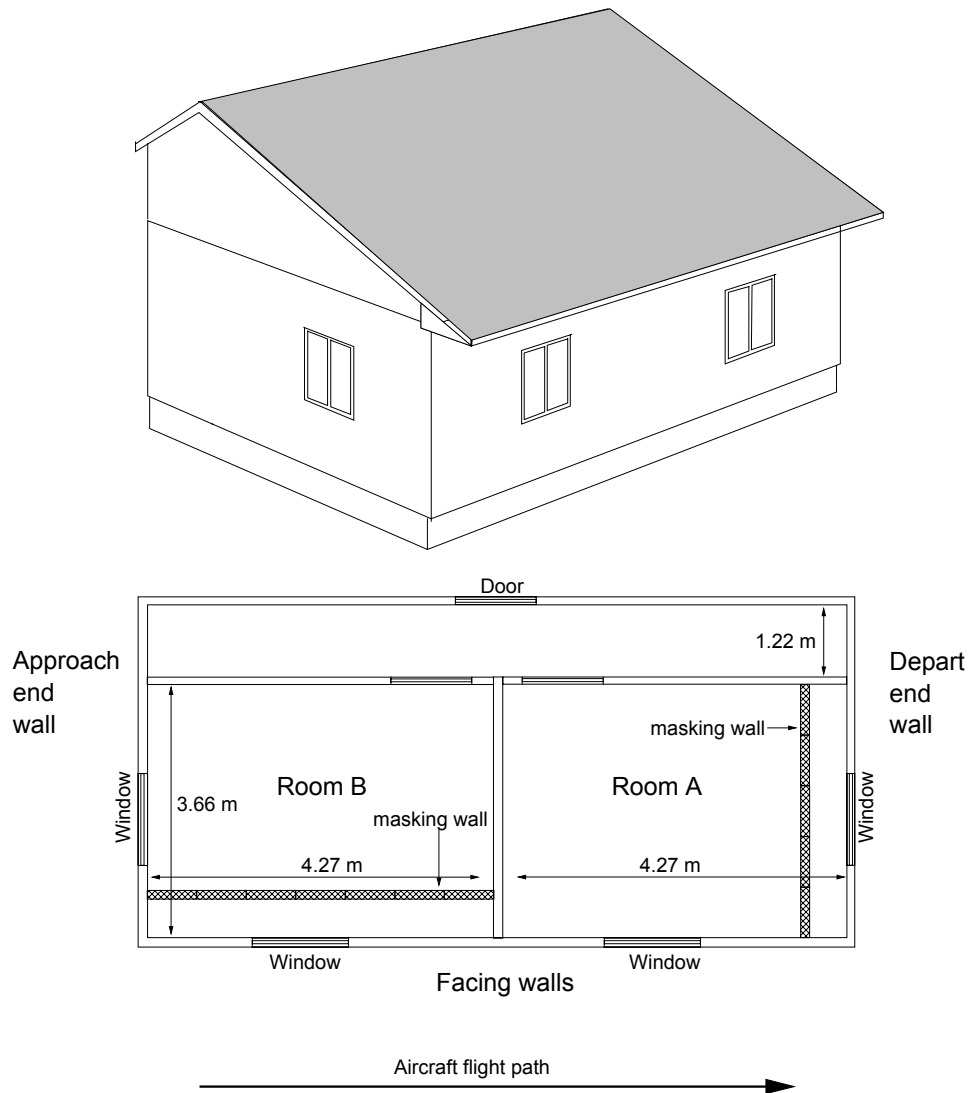 Door
1.22 m
Approach
end
wall
Depart
end
wall
masking wall
Window
3.66 m
Room B
Room A
Window
masking wall
4.27 m
4.27 m
Window
Window
Facing walls
Aircraft flight path